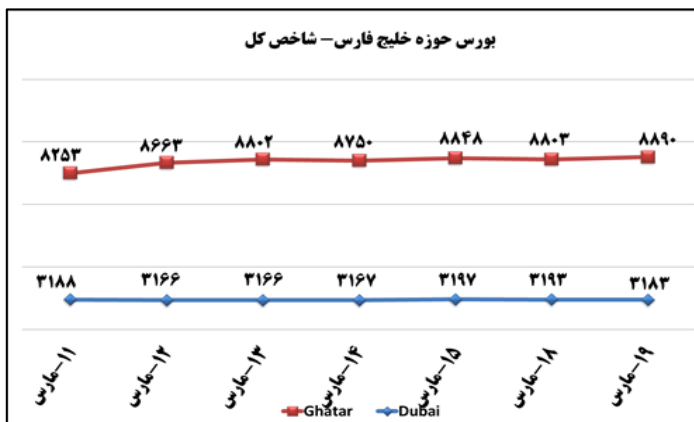 بورس حوزه خلیج فارس – شاخص کل
۸۲۵۳ ۸۶۶۳ ۸۸۰۲ ۸۷۵۰ ۸۸۴۸ ۸۸۰۳ ۸۸۹۰
۳۱۸۸ ۳۱۶۶ ۳۱۶۶ ۳۱۶۷ ۳۱۹۷ ۳۱۹۳ ۳۱۸۳
۱۱-مارس ۱۲-مارس ۱۳-مارس ۱۴-مارس ۱۵-مارس ۱۸-مارس ۱۹-مارس
Ghatar Dubai